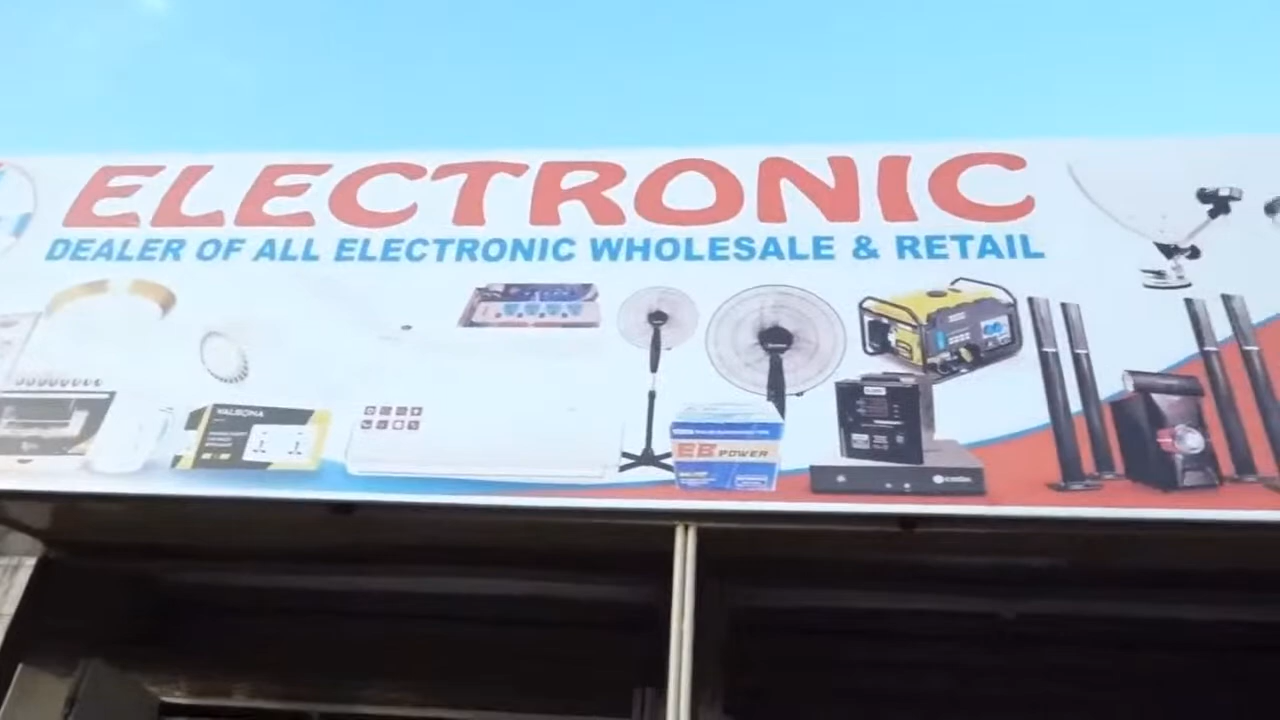 ELECTRONIC
DEALER OF ALL ELECTRONIC WHOLESALE & RETAIL
EB POWER